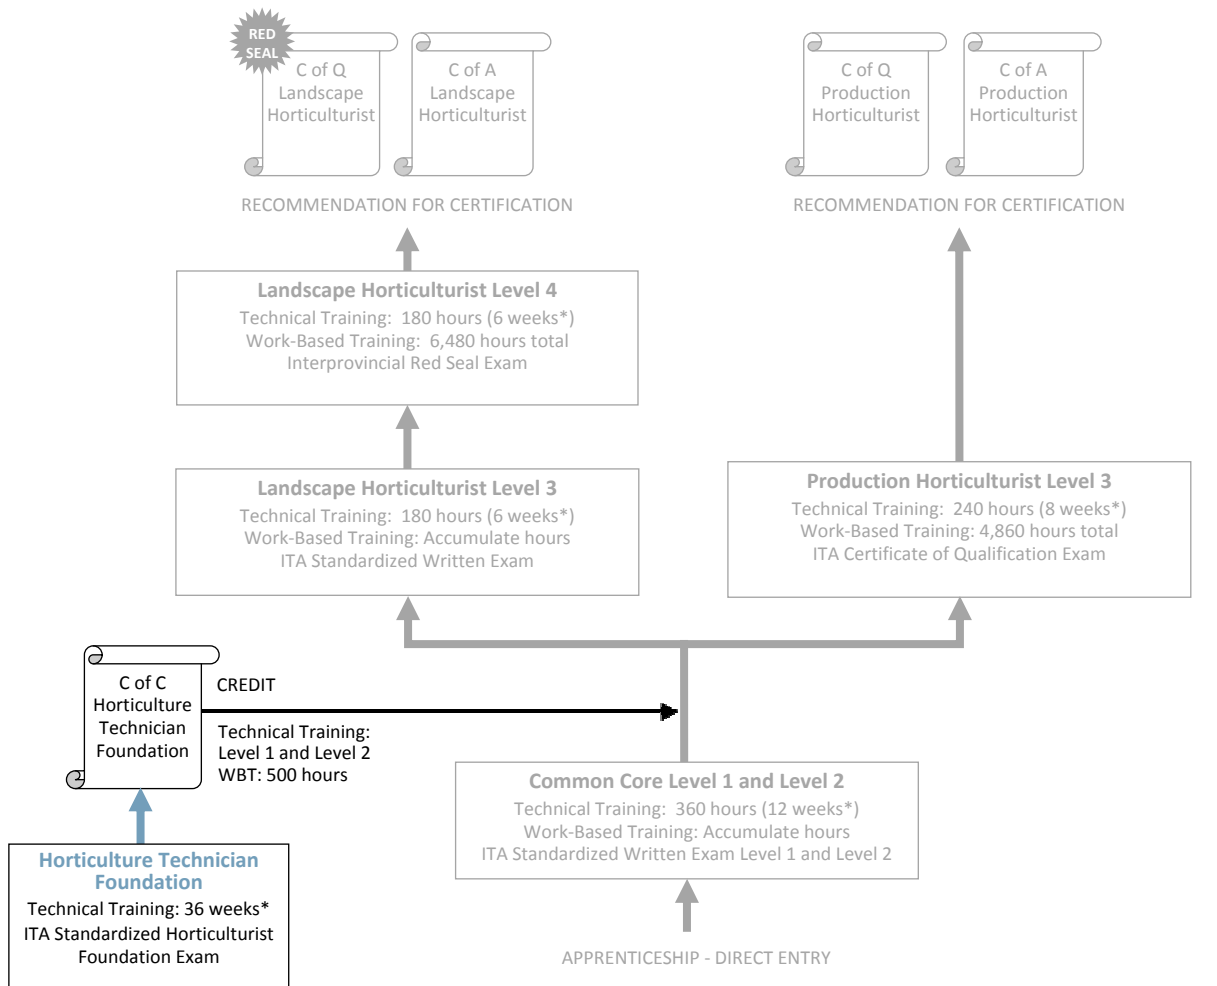 RED
SEAL
C of Q
Landscape
Horticulturist
C of A
Landscape
Horticulturist
C of Q
Production
Horticulturist
C of A
Production
Horticulturist
RECOMMENDATION FOR CERTIFICATION
RECOMMENDATION FOR CERTIFICATION
Landscape Horticulturist Level 4
Technical Training: 180 hours (6 weeks*)
Work-Based Training: 6,480 hours total
Interprovincial Red Seal Exam
Landscape Horticulturist Level 3
Technical Training: 180 hours (6 weeks*)
Work-Based Training: Accumulate hours
ITA Standardized Written Exam
Production Horticulturist Level 3
Technical Training: 240 hours (8 weeks*)
Work-Based Training: 4,860 hours total
ITA Certificate of Qualification Exam
C of C
Horticulture
Technician
Foundation
CREDIT
Technical Training:
Level 1 and Level 2
WBT: 500 hours
Common Core Level 1 and Level 2
Technical Training: 360 hours (12 weeks*)
Work-Based Training: Accumulate hours
ITA Standardized Written Exam Level 1 and Level 2
Horticulture Technician
Foundation
Technical Training: 36 weeks*
ITA Standardized Horticulturist
Foundation Exam
APPRENTICESHIP - DIRECT ENTRY